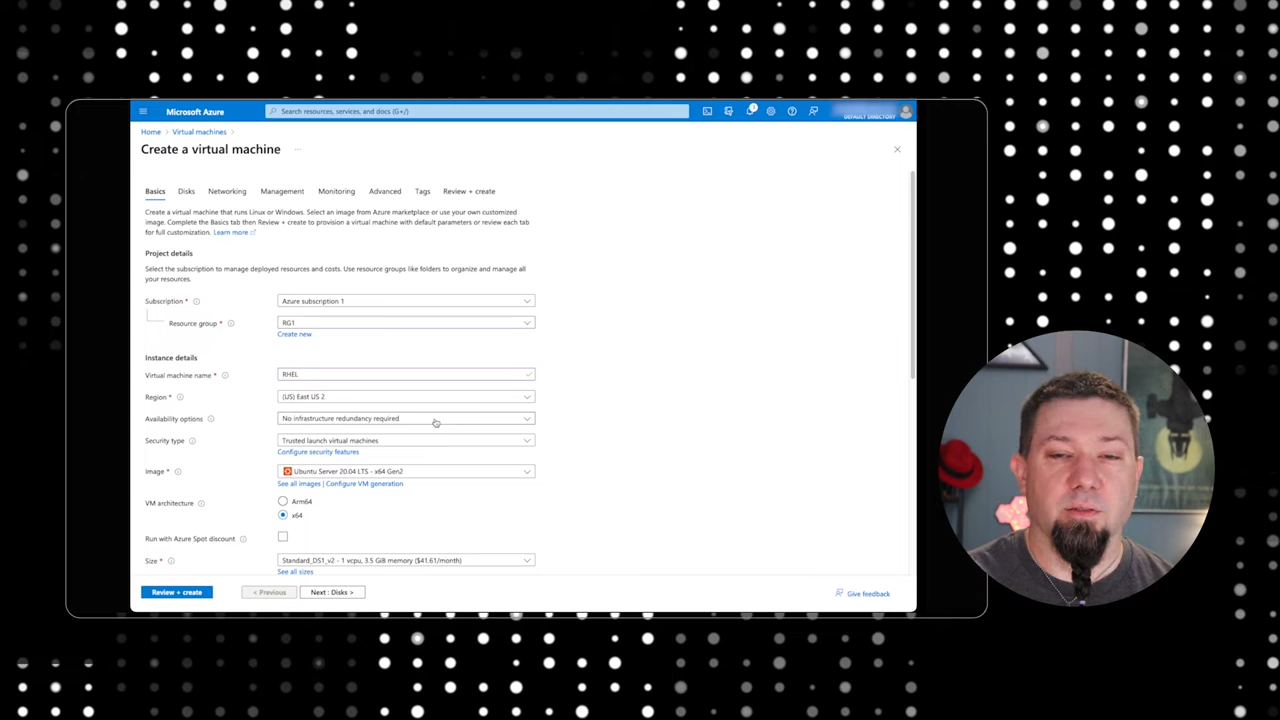 Microsoft Azure
Search resources, services, and docs (G+/)
1
DEFAULT DIRECTORY
Home > Virtual machines >
Create a virtual machine ...
Basics Disks Networking Management Monitoring Advanced Tags Review + create
Create a virtual machine that runs Linux or Windows. Select an image from Azure marketplace or use your own customized
image. Complete the Basics tab then Review + create to provision a virtual machine with default parameters or review each tab
for full customization. Learn more
Project details
Select the subscription to manage deployed resources and costs. Use resource groups like folders to organize and manage all
your resources.
Subscription * Azure subscription 1
Resource group * RG1
Create new
Instance details
Virtual machine name * RHEL
Region * (US) East US 2
Availability options No infrastructure redundancy required
Security type Trusted launch virtual machines
Configure security features
Image * Ubuntu Server 20.04 LTS - x64 Gen2
See all images | Configure VM generation
VM architecture Arm64
x64
Run with Azure Spot discount
Size * Standard_DS1_v2 - 1 vcpu, 3.5 GiB memory ($41.61/month)
See all sizes
Review + create < Previous Next : Disks > Give feedback